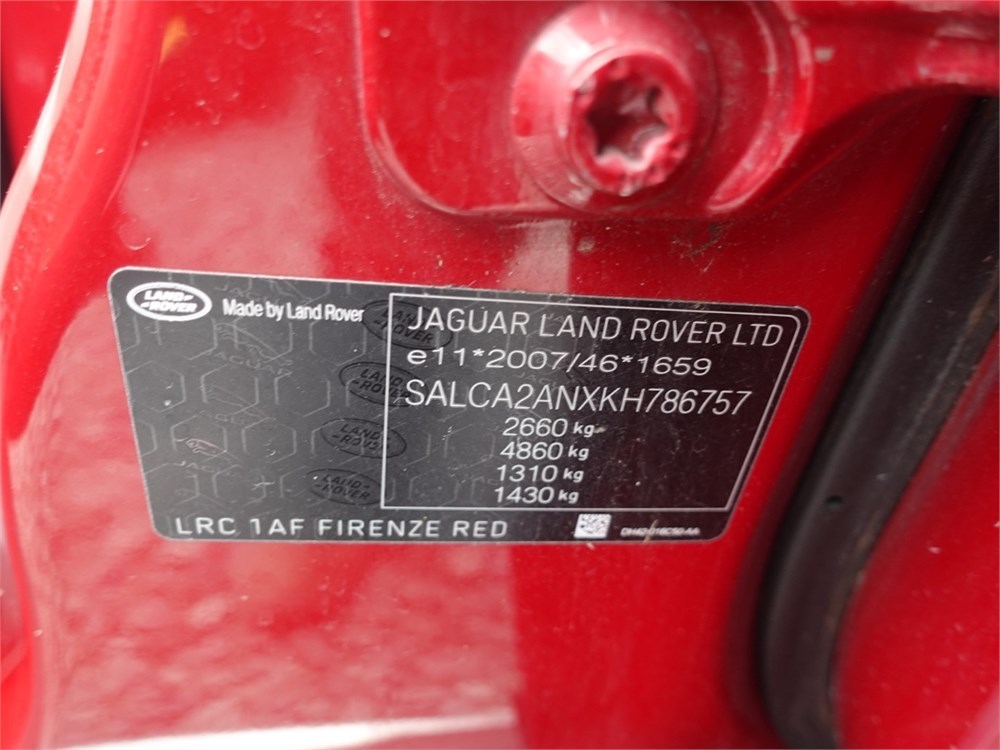 LAND-
-ROVER
Made by Land Rover
JAGUAR LAND ROVER LTD
e11*2007/46*1659
SALCA2ANXKH786757
2660 kg
4860 kg
1310 kg
1430 kg
LRC 1AF FIRENZE RED